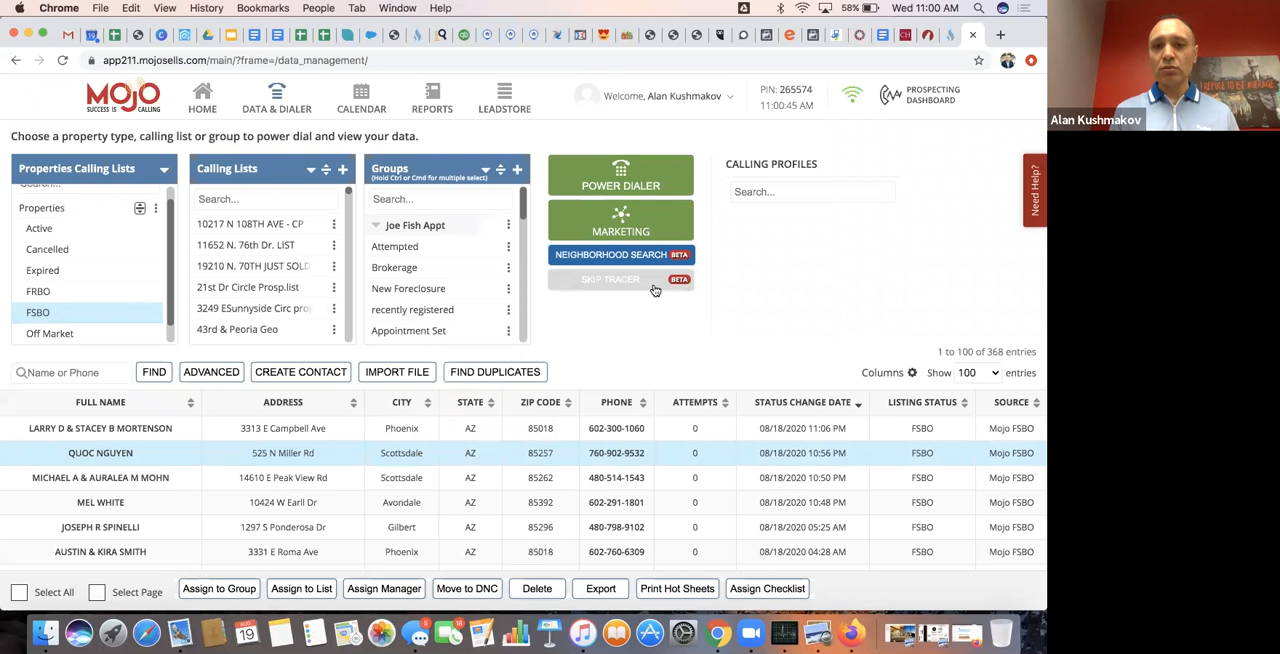 Chrome File Edit View History Bookmarks People Tab Window Help 58% Wed 11:00 AM
app211.mojosells.com/main/?frame=/data_management/
MOJO
SUCCESS IS CALLING
HOME DATA & DIALER CALENDAR REPORTS LEADSTORE
Welcome, Alan Kushmakov
PIN: 265574
11:00:45 AM
PROSPECTING
DASHBOARD
Alan Kushmakov
Choose a property type, calling list or group to power dial and view your data.
Properties Calling Lists
Search...
Properties
Active
Cancelled
Expired
FRBO
FSBO
Off Market
Calling Lists
Search...
10217 N 108TH AVE - CP
11652 N. 76th Dr. LIST
19210 N. 70TH JUST SOLD
21st Dr Circle Prosp.list
3249 ESunnyside Circ pro
43rd & Peoria Geo
Groups
(Hold Ctrl or Cmd for multiple select)
Search...
Joe Fish Appt
Attempted
Brokerage
New Foreclosure
recently registered
Appointment Set
POWER DIALER
MARKETING
NEIGHBORHOOD SEARCH BETA
SKIP TRACER BETA
CALLING PROFILES
Search...
Need Help?
1 to 100 of 368 entries
Name or Phone FIND ADVANCED CREATE CONTACT IMPORT FILE FIND DUPLICATES Columns Show 100 entries
FULL NAME ADDRESS CITY STATE ZIP CODE PHONE ATTEMPTS STATUS CHANGE DATE LISTING STATUS SOURCE
LARRY D & STACEY B MORTENSON 3313 E Campbell Ave Phoenix AZ 85018 602-300-1060 0 08/18/2020 11:06 PM FSBO Mojo FSBO
QUOC NGUYEN 525 N Miller Rd Scottsdale AZ 85257 760-902-9532 0 08/18/2020 10:56 PM FSBO Mojo FSBO
MICHAEL A & AURALEA M MOHN 14610 E Peak View Rd Scottsdale AZ 85262 480-514-1543 0 08/18/2020 10:50 PM FSBO Mojo FSBO
MEL WHITE 10424 W Earll Dr Avondale AZ 85392 602-291-1801 0 08/18/2020 10:48 PM FSBO Mojo FSBO
JOSEPH R SPINELLI 1297 S Ponderosa Dr Gilbert AZ 85296 480-798-9102 0 08/18/2020 05:25 AM FSBO Mojo FSBO
AUSTIN & KIRA SMITH 3331 E Roma Ave Phoenix AZ 85018 602-760-6309 0 08/18/2020 04:28 AM FSBO Mojo FSBO
Select All Select Page Assign to Group Assign to List Assign Manager Move to DNC Delete Export Print Hot Sheets Assign Checklist